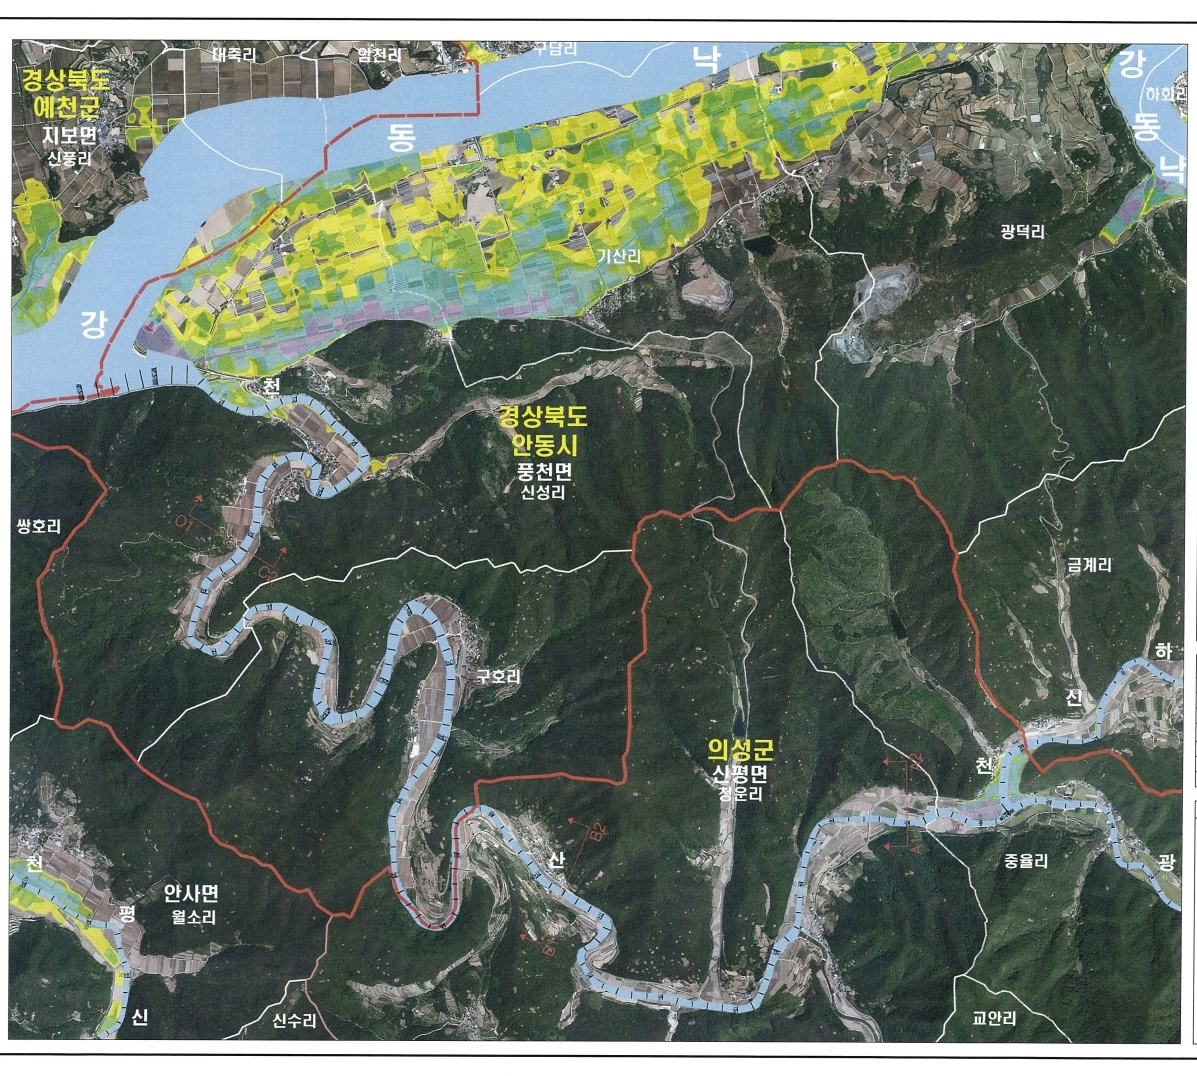 대죽리
암천리
구담리
낙
강
하회리
동
낙
경상북도
예천군
지보면
신풍리
동
광덕리
기산리
강
천
경상북도
안동시
풍천면
신성리
쌍호리
C1
C2
금계리
구호리
하
신
천
의성군
신평면
청운리
A2
A1
B2
산
중율리
광
천
안사면
월소리
평
신
신수리
교안리